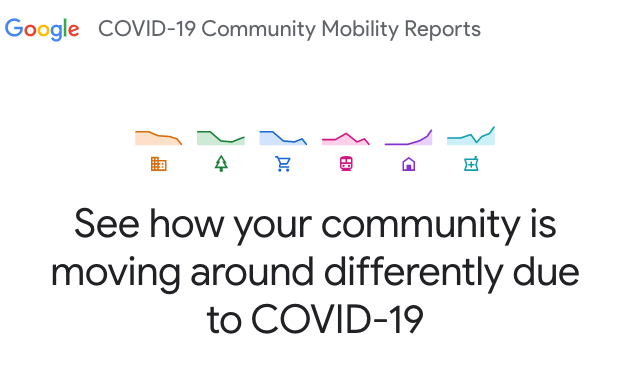 Google COVID-19 Community Mobility Reports
See how your community is
moving around differently due
to COVID-19